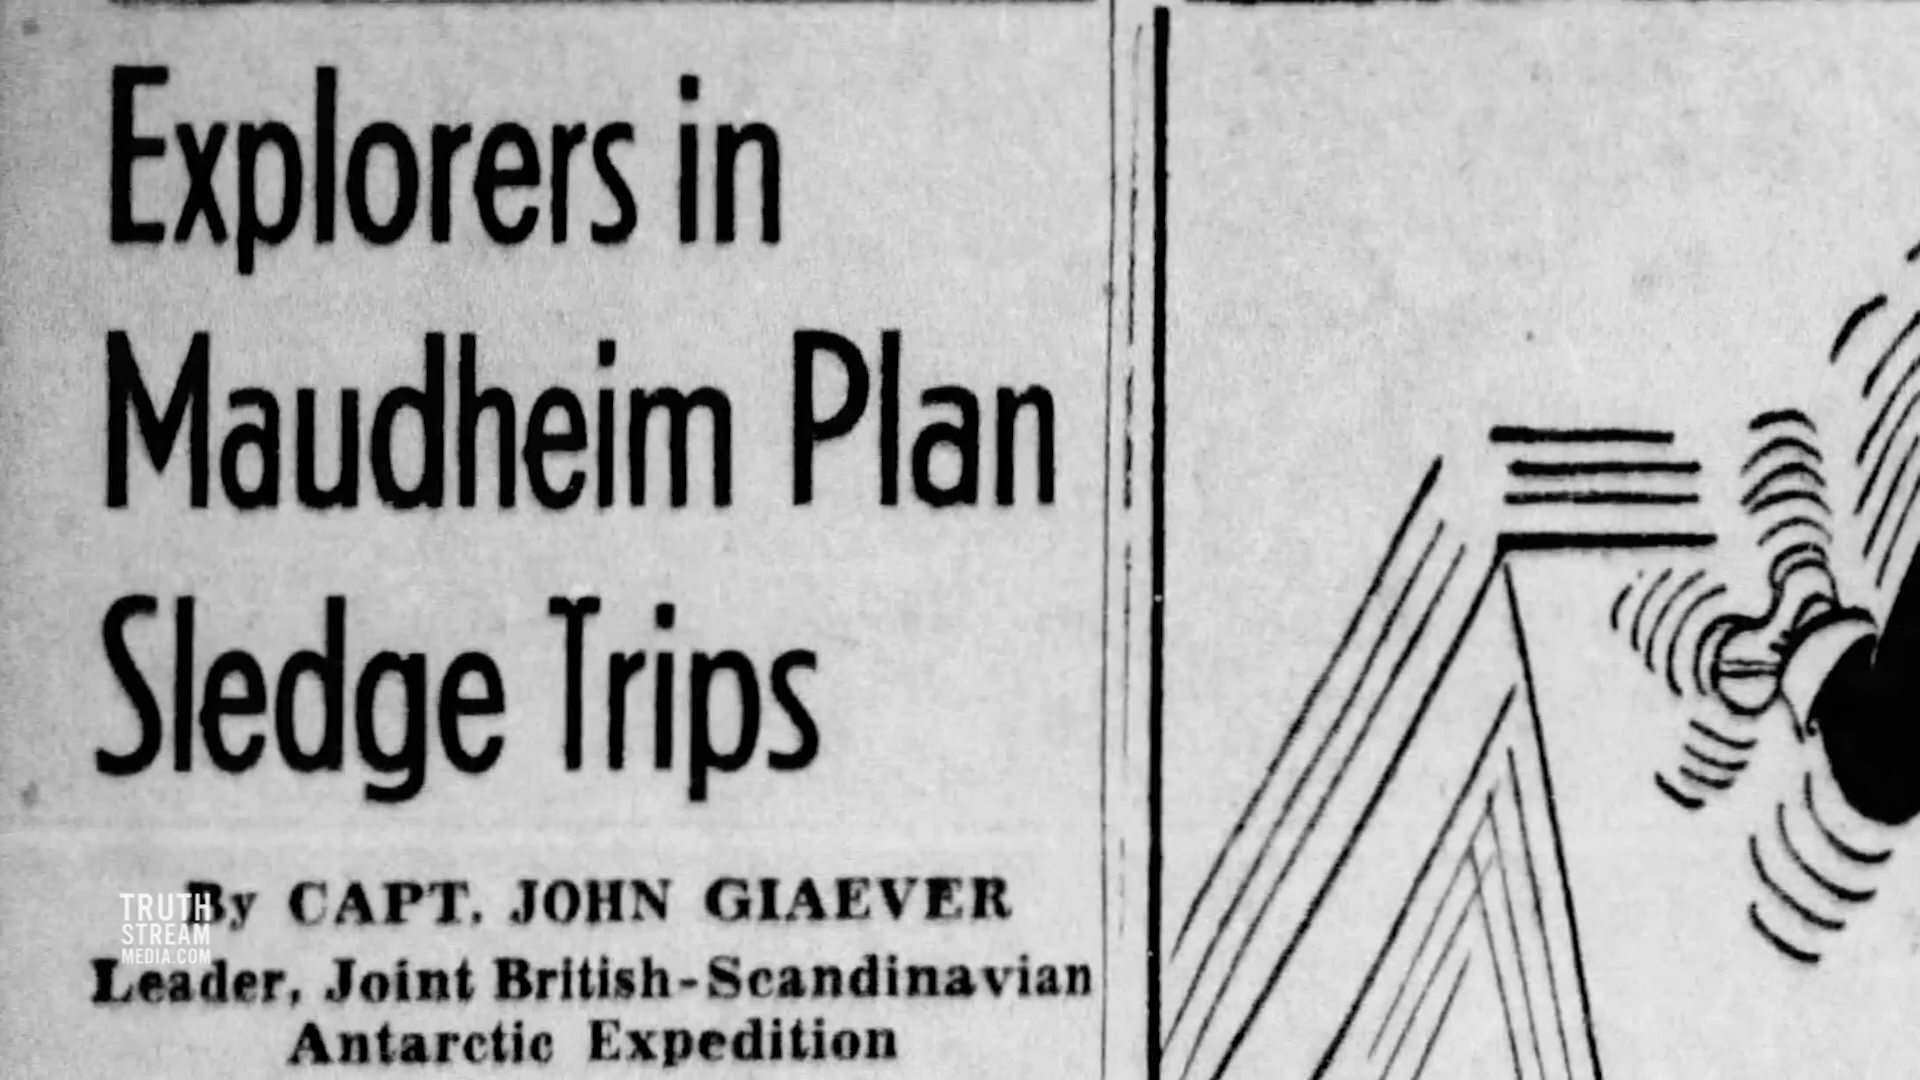 Explorers in
Maudheim Plan
Sledge Trips
By CAPT. JOHN GIAEVER
Leader, Joint British-Scandinavian
Antarctic Expedition
TRUTH
STREAM
MEDIA.COM